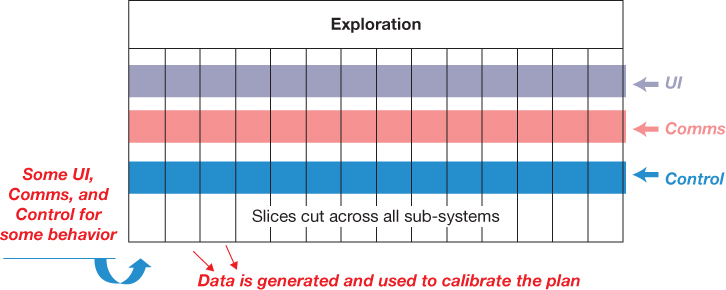 Exploration
UI
Comms
Control
Some UI,
Comms, and
Control for
some behavior
Slices cut across all sub-systems
Data is generated and used to calibrate the plan